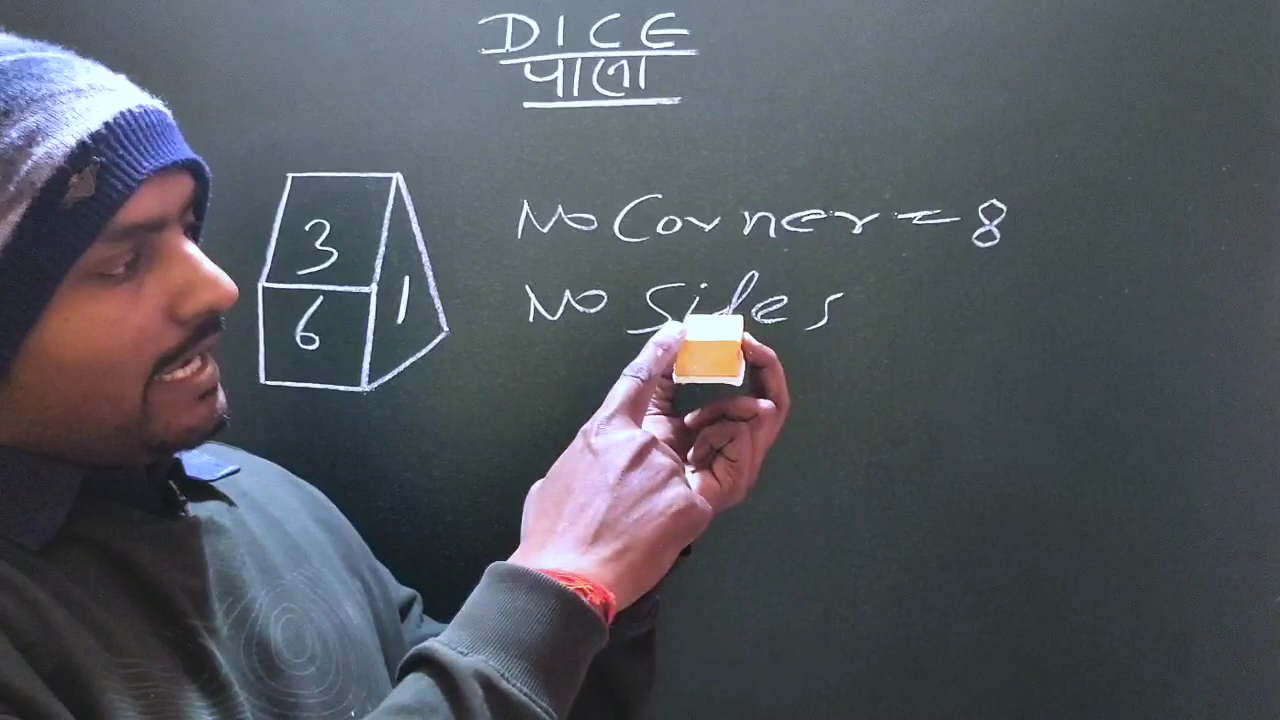 DICE
पासा
3
6
1
No Corner = 8
No Sides